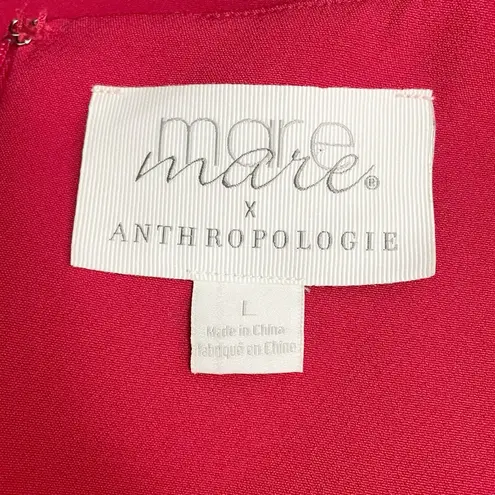 mare
mare®
X
ANTHROPOLOGIE
L
Made in China
fabriqué en Chine